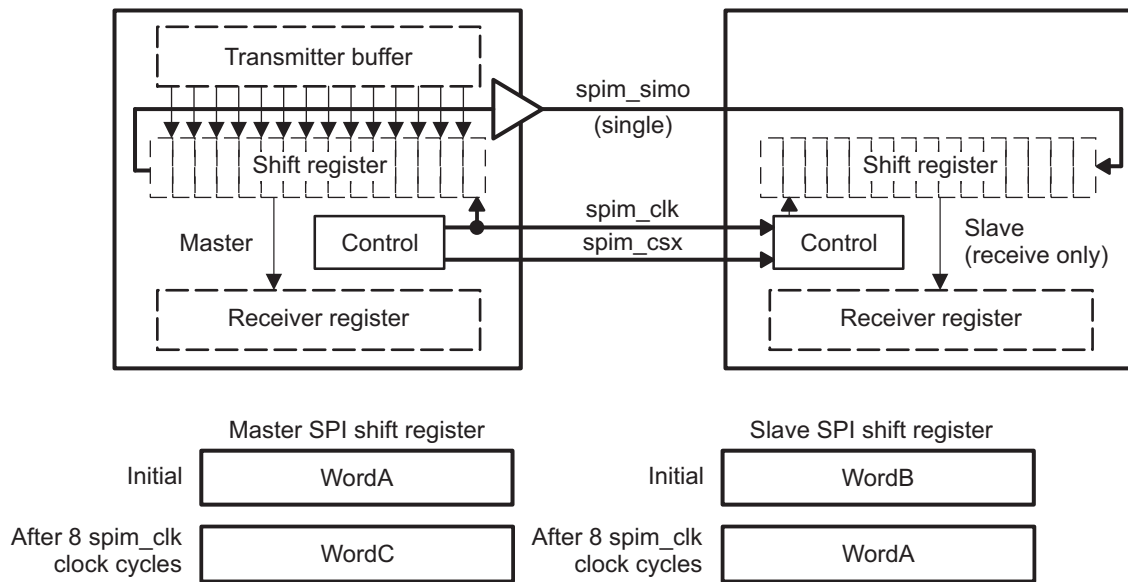 Transmitter buffer
spim_simo
(single)
Shift register
Shift register
spim_clk
Master
Control
spim_csx
Control
Slave
(receive only)
Receiver register
Receiver register
Master SPI shift register
Slave SPI shift register
Initial
WordA
Initial
WordB
After 8 spim_clk
clock cycles
WordC
After 8 spim_clk
clock cycles
WordA